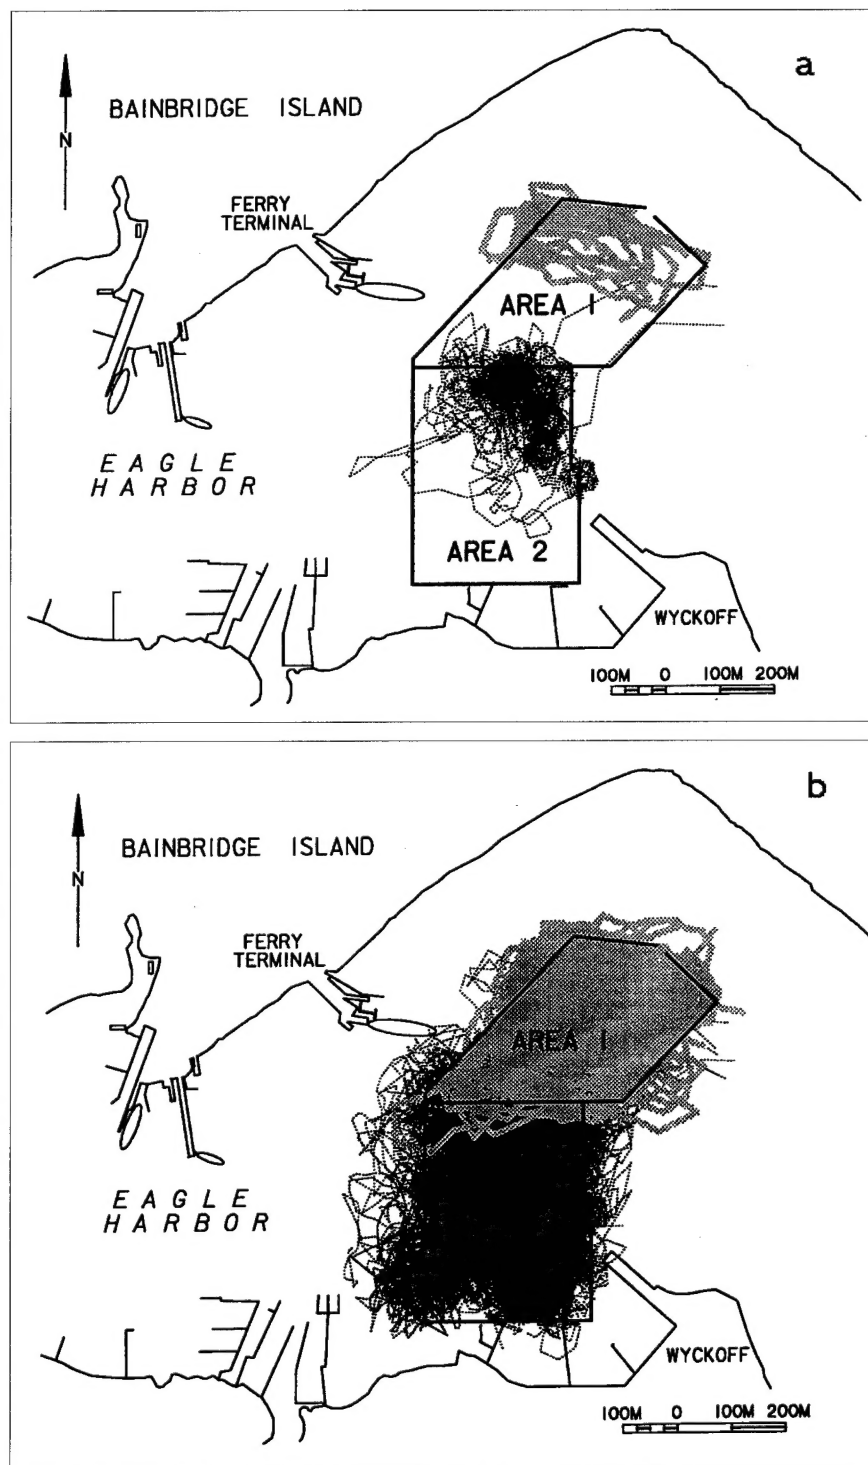 a
BAINBRIDGE ISLAND
N
FERRY
TERMINAL
AREA 1
EAGLE
HARBOR
AREA 2
WYCKOFF
100M 0 100M 200M
b
BAINBRIDGE ISLAND
N
FERRY
TERMINAL
AREA 1
EAGLE
HARBOR
WYCKOFF
100M 0 100M 200M